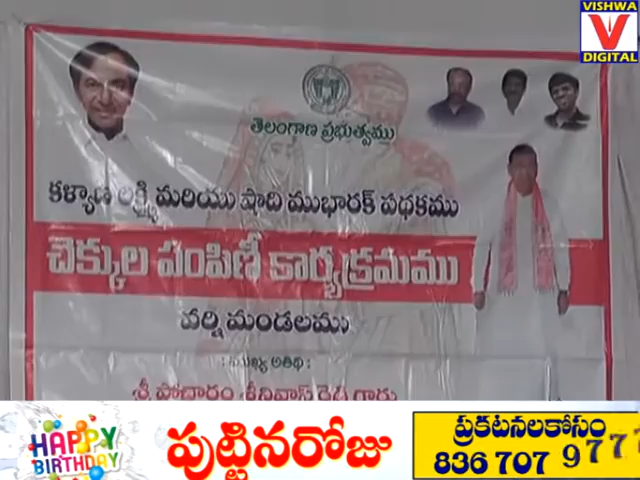 VISHWA
V
DIGITAL
తెలంగాణ ప్రభుత్వము
కళ్యాణ లక్ష్మి మరియు షాది ముభారక్ పథకము
చెక్కుల పంపిణీ కార్యక్రమము
వర్ని మండలము
: ముఖ్య అతిథి :
శ్రీ పోచారం శ్రీనివాస్ రెడ్డి గారు
HAPPY
BIRTHDAY
పుట్టినరోజు
ప్రకటనలకోసం
836 707 9777